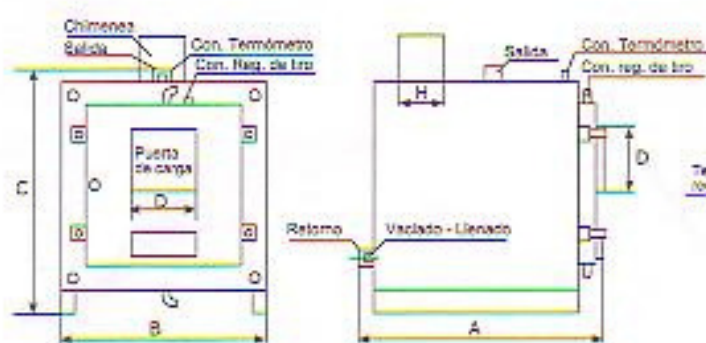 Chimenea
Salida
Con. Termómetro
Con. Reg. de tiro
Puerta
de carga
D
C
B
Salida
Con. Termómetro
Con. reg. de tiro
H
D
Retorno
Vaciado - Llenado
A